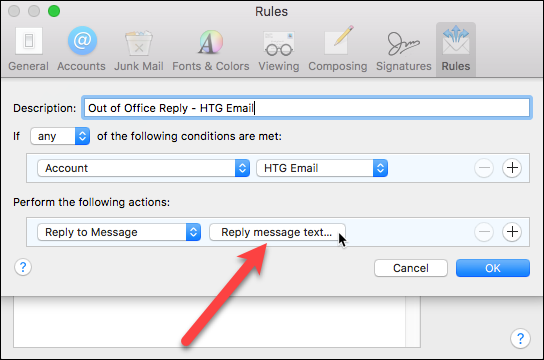 Rules
General Accounts Junk Mail Fonts & Colors Viewing Composing Signatures Rules
Description: Out of Office Reply - HTG Email
If any of the following conditions are met:
Account HTG Email
Perform the following actions:
Reply to Message Reply message text...
? Cancel OK
?